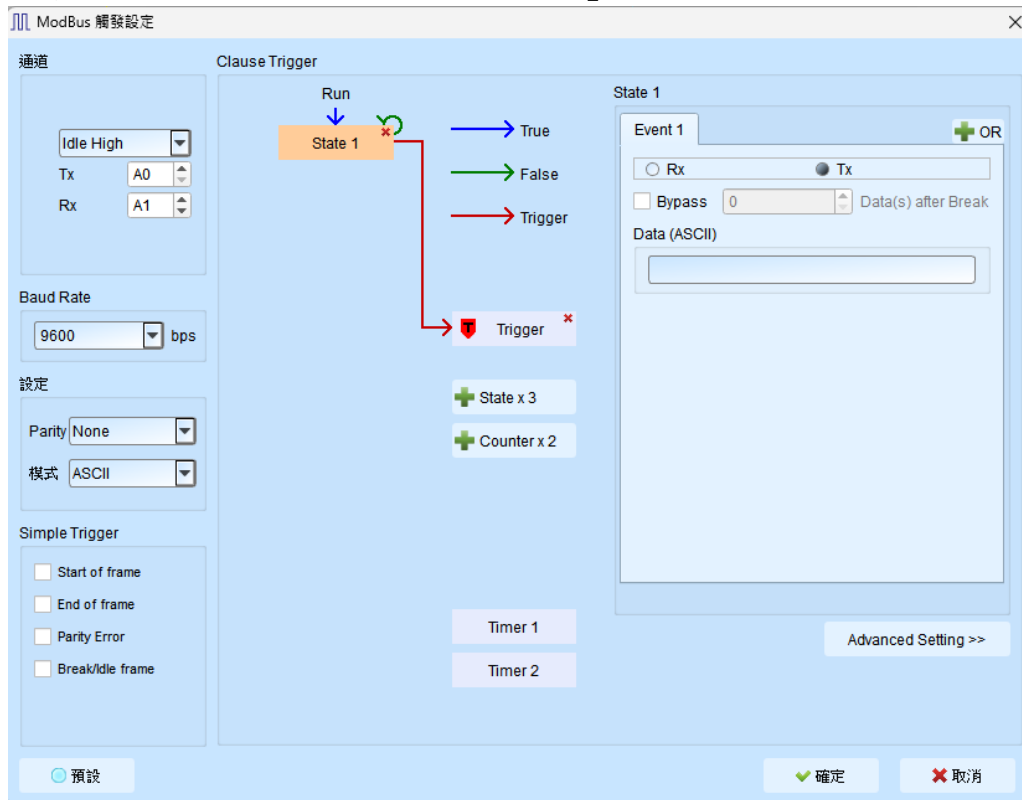 ModBus 觸發設定
通道
Idle High
Tx A0
Rx A1
Baud Rate
9600 bps
設定
Parity None
模式 ASCII
Simple Trigger
Start of frame
End of frame
Parity Error
Break/Idle frame
Clause Trigger
Run
State 1
True
False
Trigger
T Trigger
State x 3
Counter x 2
Timer 1
Timer 2
State 1
Event 1 OR
Rx Tx
Bypass 0 Data(s) after Break
Data (ASCII)
Advanced Setting >>
預設 確定 取消